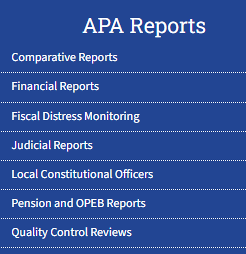 APA Reports
Comparative Reports
Financial Reports
Fiscal Distress Monitoring
Judicial Reports
Local Constitutional Officers
Pension and OPEB Reports
Quality Control Reviews